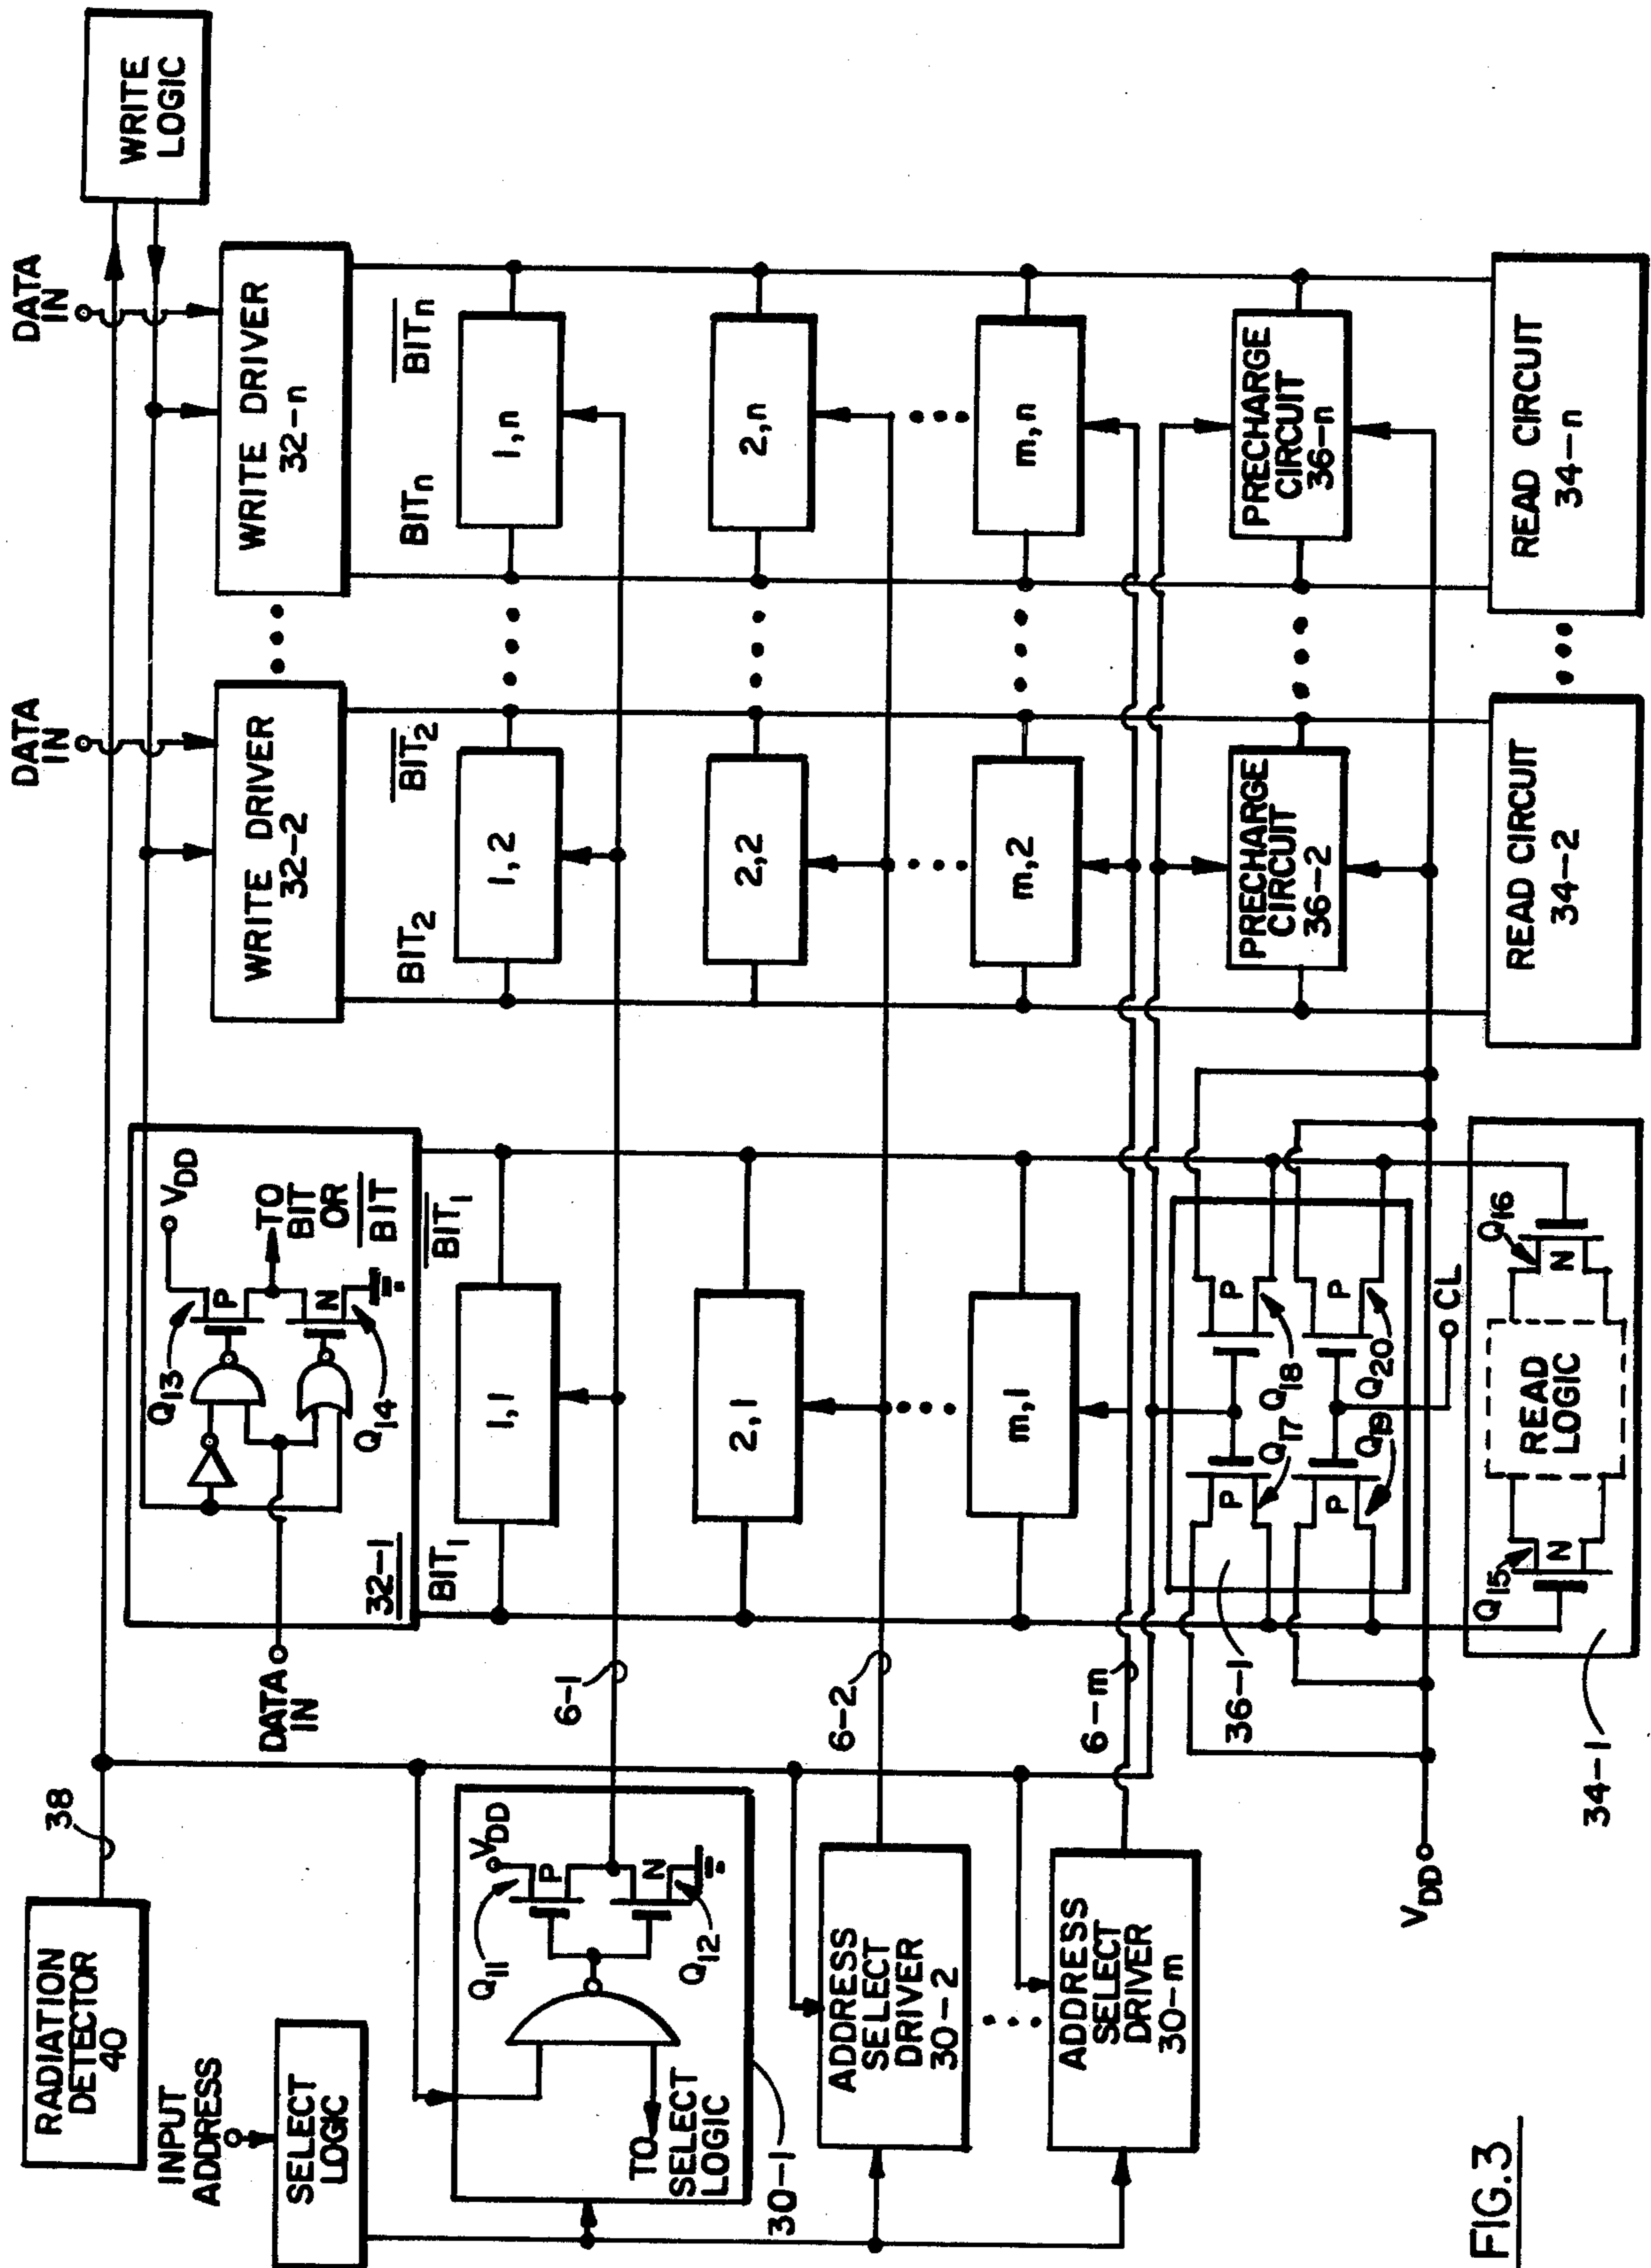 RADIATION
DETECTOR
40
38
INPUT
ADDRESS
SELECT
LOGIC
WRITE
LOGIC
DATA
IN
32-1
Q13
P
VDD
TO
BIT
OR
BIT
N
Q14
DATA
IN
WRITE DRIVER
32-2
DATA
IN
WRITE DRIVER
32-n
BIT1
BIT1
BIT2
BIT2
BITn
BITn
Q11
VDD
P
N
Q12
TO
SELECT
LOGIC
30-1
6-1
1,1
1,2
1,n
ADDRESS
SELECT
DRIVER
30-2
6-2
2,1
2,2
2,n
ADDRESS
SELECT
DRIVER
30-m
6-m
m,1
m,2
m,n
36-1
P
Q17
P
Q18
P
Q19
P
Q20
CL
PRECHARGE
CIRCUIT
36-2
PRECHARGE
CIRCUIT
36-n
VDD
34-1
Q15
N
READ
LOGIC
N
Q16
READ CIRCUIT
34-2
READ CIRCUIT
34-n
FIG.3